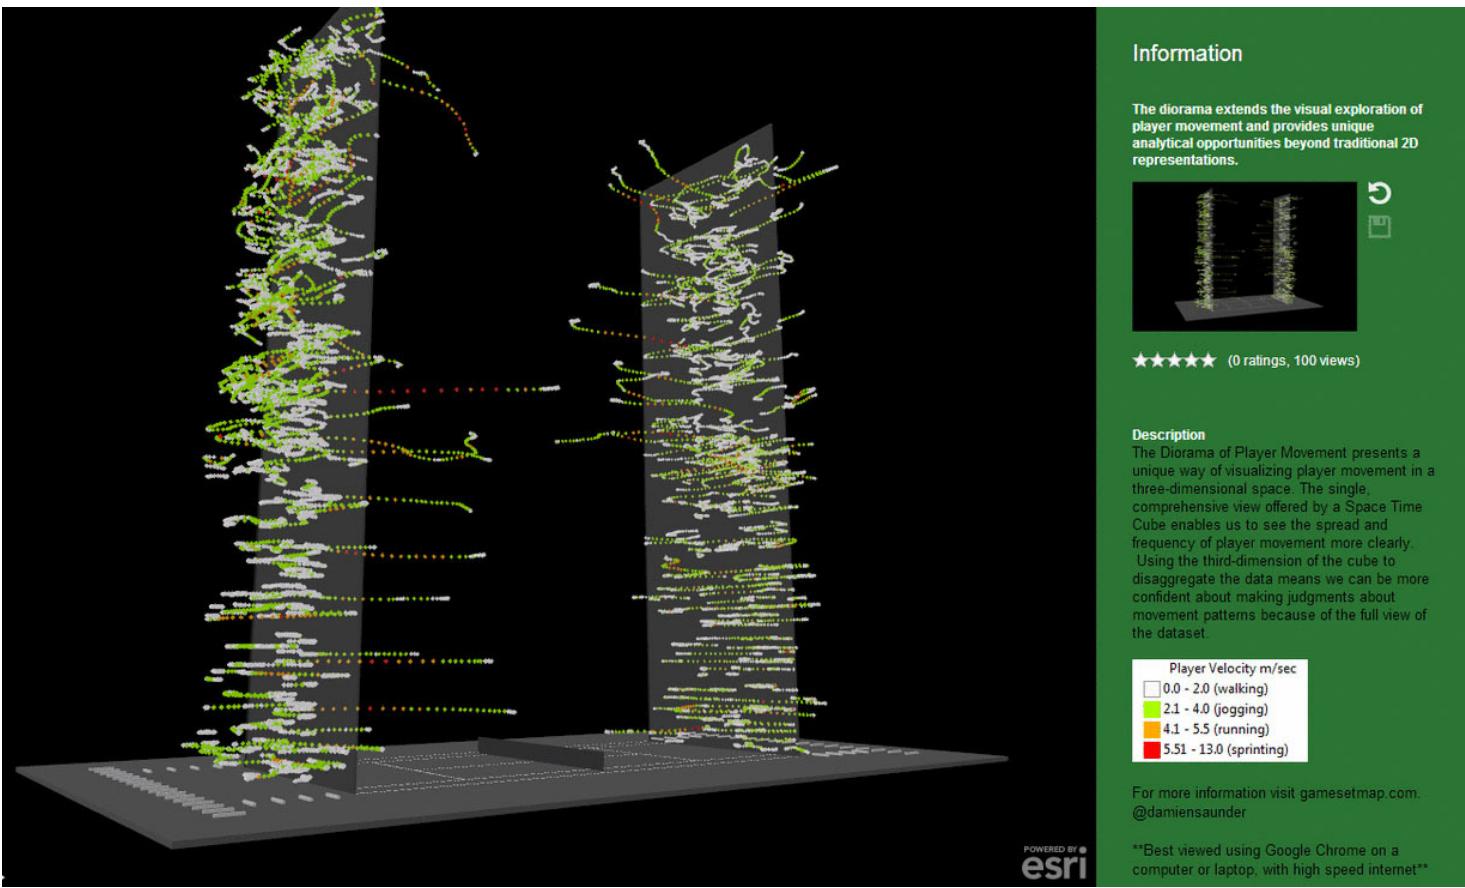 Information
The diorama extends the visual exploration of
player movement and provides unique
analytical opportunities beyond traditional 2D
representations.
(0 ratings, 100 views)
Description
The Diorama of Player Movement presents a
unique way of visualizing player movement in a
three-dimensional space. The single,
comprehensive view offered by a Space Time
Cube enables us to see the spread and
frequency of player movement more clearly.
Using the third-dimension of the cube to
disaggregate the data means we can be more
confident about making judgments about
movement patterns because of the full view of
the dataset.
Player Velocity m/sec
0.0 - 2.0 (walking)
2.1 - 4.0 (jogging)
4.1 - 5.5 (running)
5.51 - 13.0 (sprinting)
For more information visit gamesetmap.com.
@damiensaunder
**Best viewed using Google Chrome on a
computer or laptop, with high speed internet**
POWERED BY
esri